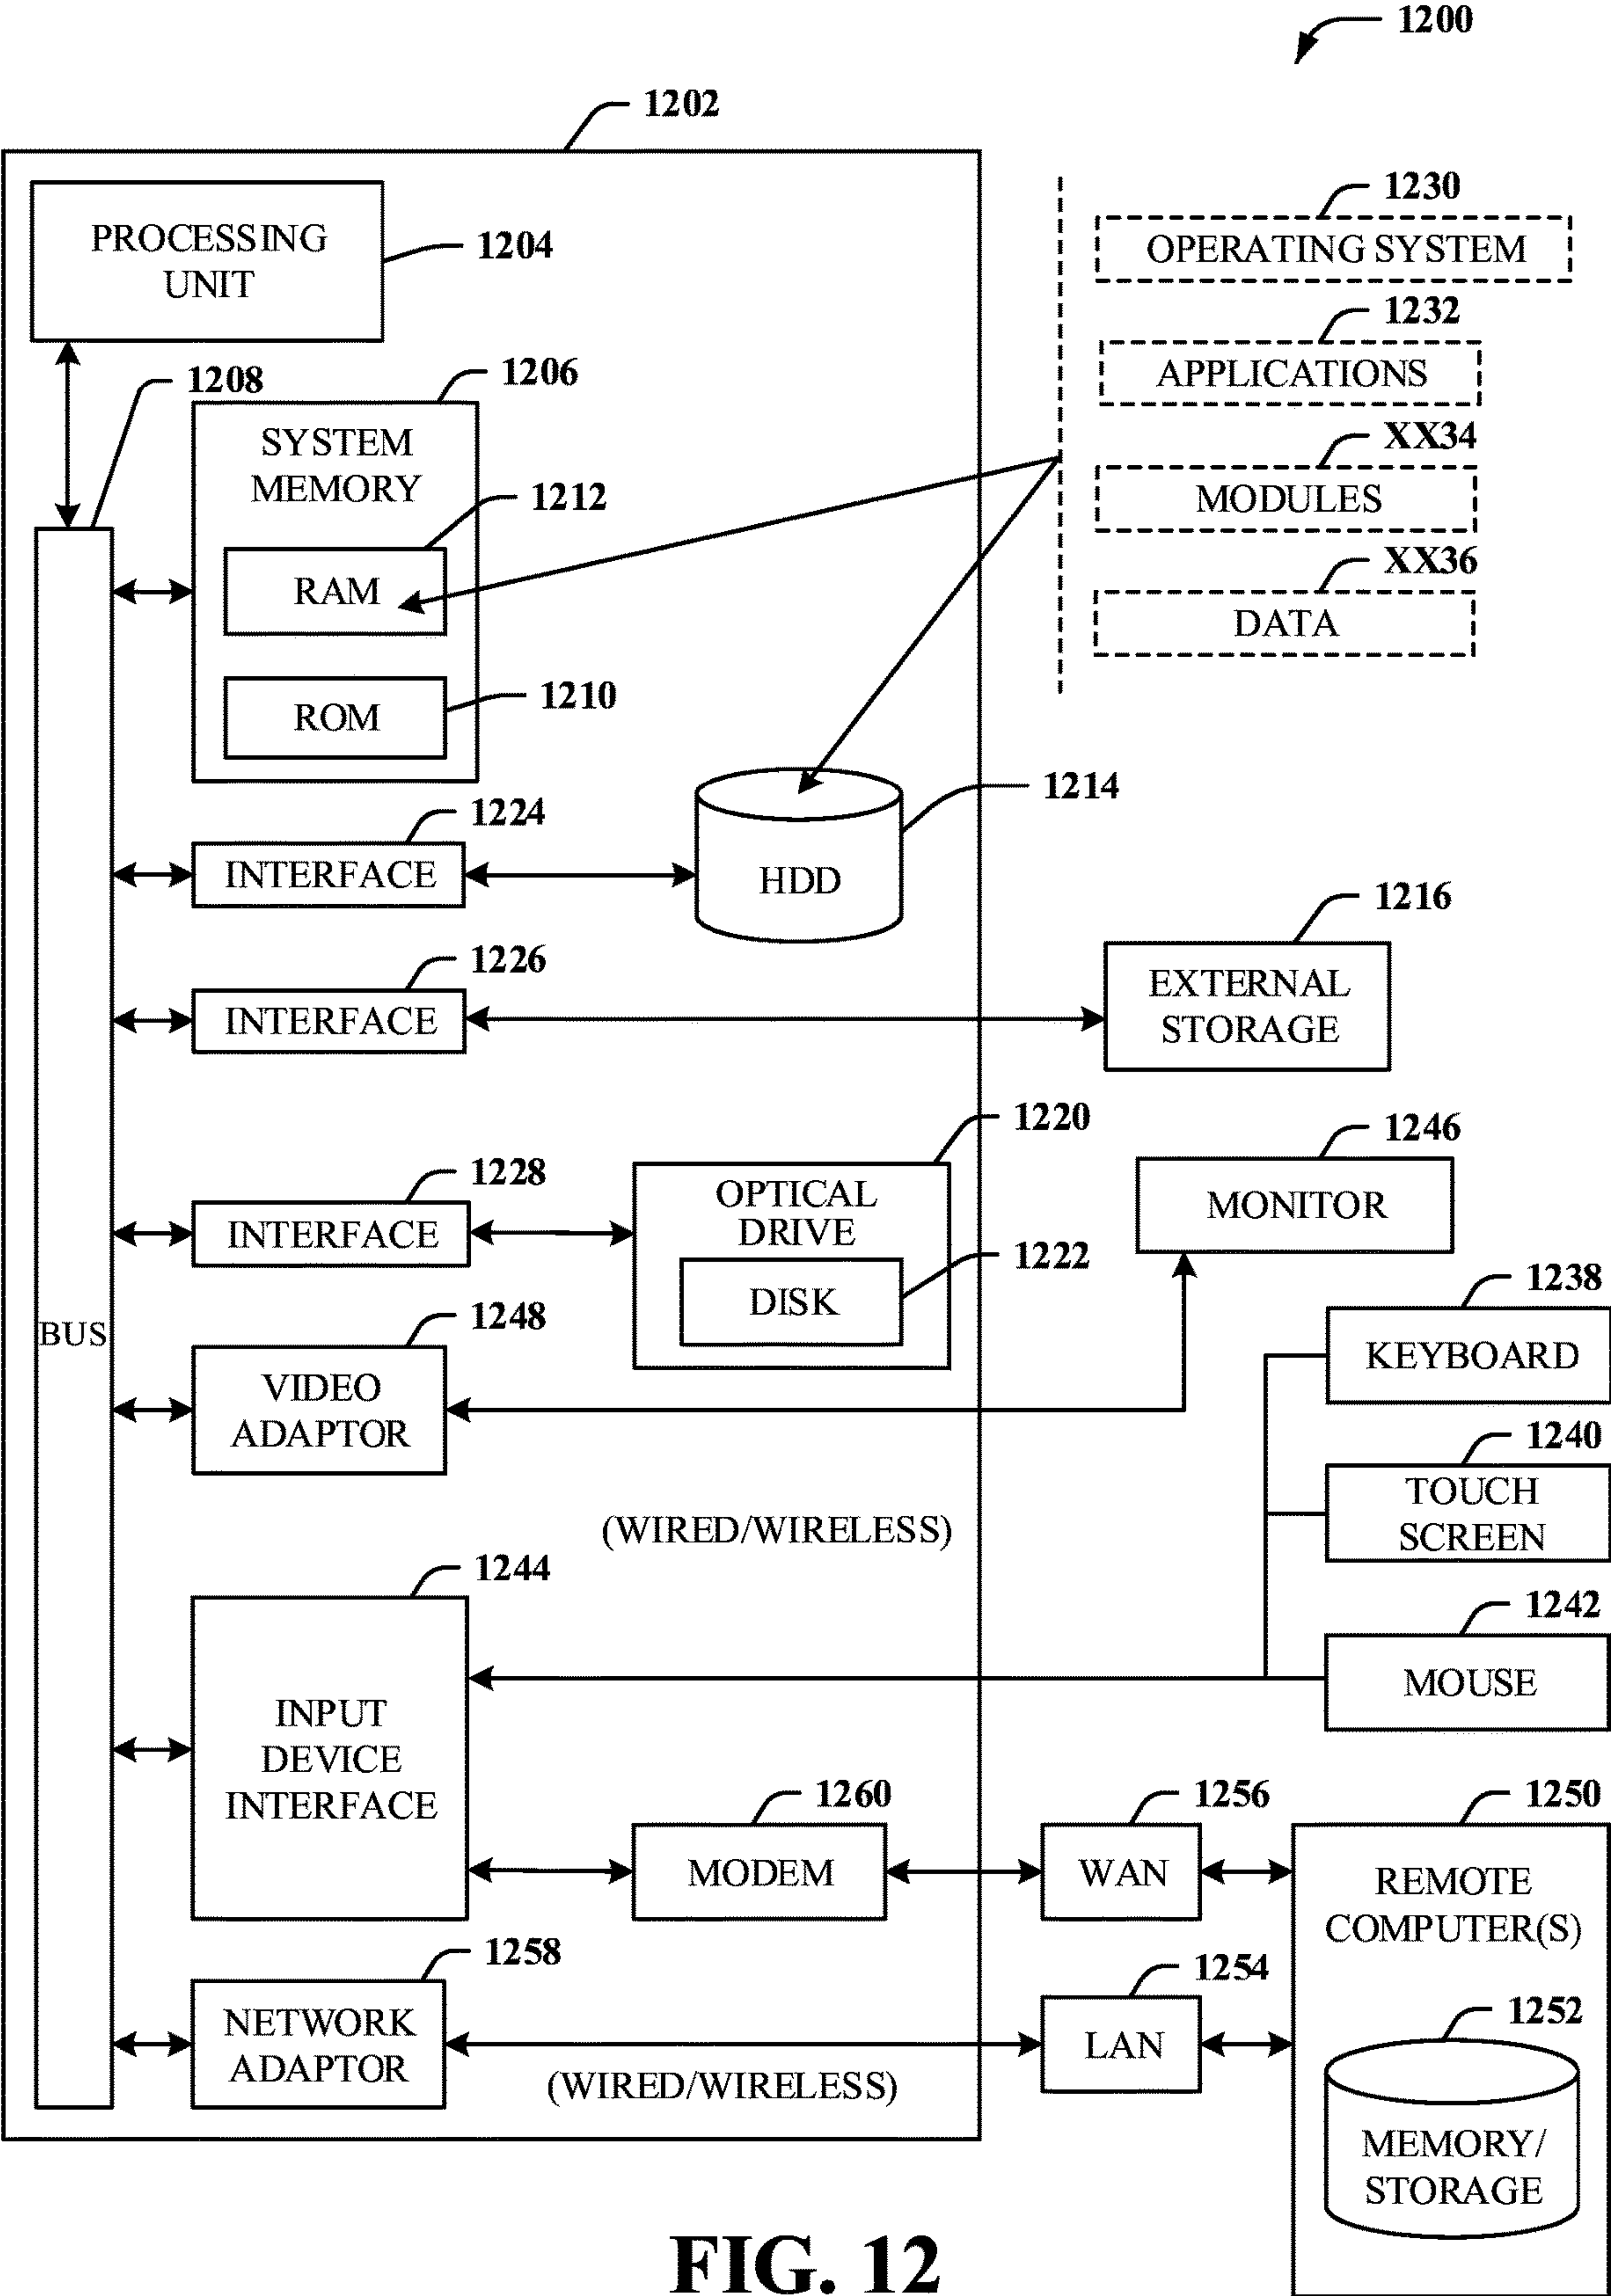 1200
1202
1230
OPERATING SYSTEM
PROCESSING
UNIT
1204
1232
APPLICATIONS
1208
1206
SYSTEM
MEMORY
XX34
MODULES
1212
RAM
XX36
DATA
1210
ROM
1214
HDD
1224
INTERFACE
1216
EXTERNAL
STORAGE
1226
INTERFACE
1220
OPTICAL
DRIVE
1246
MONITOR
1228
INTERFACE
1222
DISK
1238
KEYBOARD
BUS
1248
VIDEO
ADAPTOR
1240
TOUCH
SCREEN
(WIRED/WIRELESS)
1244
INPUT
DEVICE
INTERFACE
1242
MOUSE
1260
MODEM
1256
WAN
1250
REMOTE
COMPUTER(S)
1258
NETWORK
ADAPTOR
1254
LAN
(WIRED/WIRELESS)
1252
MEMORY/
STORAGE
FIG. 12